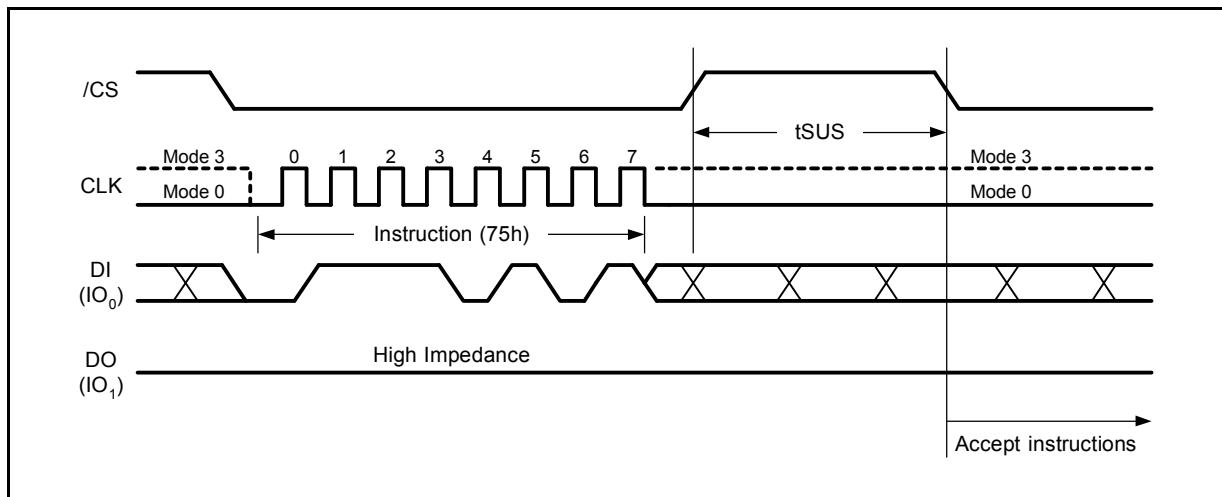 /CS
tSUS
Mode 3 0 1 2 3 4 5 6 7 Mode 3
CLK
Mode 0 Mode 0
Instruction (75h)
DI
(IO0)
High Impedance
DO
(IO1)
Accept instructions